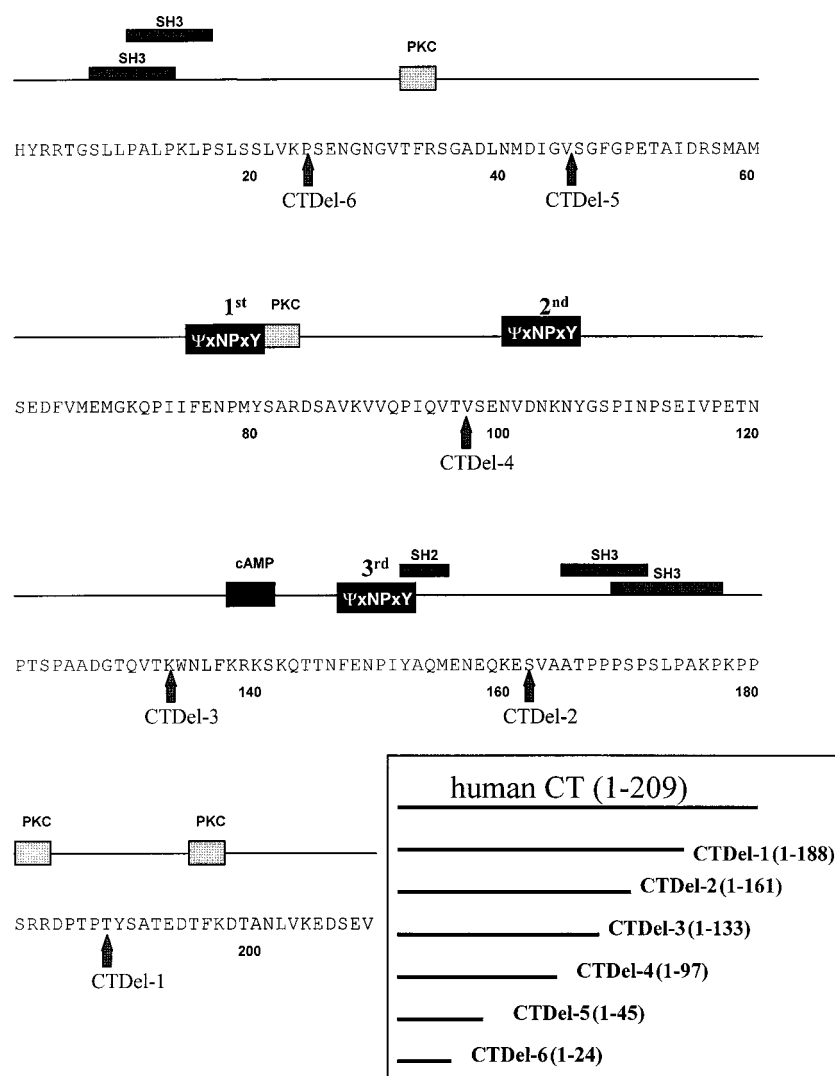 SH3
SH3
PKC
HYRRTGSLLPALPKLPSLSSLVKPSENGNGVTFRSGADLNMDIGVSGFGPETAIDRSMAM
20 40 60
CTDel-6 CTDel-5
1st PKC 2nd
ΨxNPxY ΨxNPxY
SEDFVMEMGKQPIIFENPMYSARDSAVKVVQPIQVTVSENVDNKNYGSPINPSEIVPETN
80 100 120
CTDel-4
cAMP 3rd SH2 SH3
SH3
ΨxNPxY
PTSPAADGTQVTKWNLFKRKSKQTTNFENPIYAQMENEQKESVAATPPPSPSLPAKPKPP
140 160 180
CTDel-3 CTDel-2
PKC PKC
SRRDPTPTYSATEDTFKDTANLVKEDSEV
200
CTDel-1
human CT (1-209)
CTDel-1(1-188)
CTDel-2(1-161)
CTDel-3(1-133)
CTDel-4(1-97)
CTDel-5(1-45)
CTDel-6(1-24)